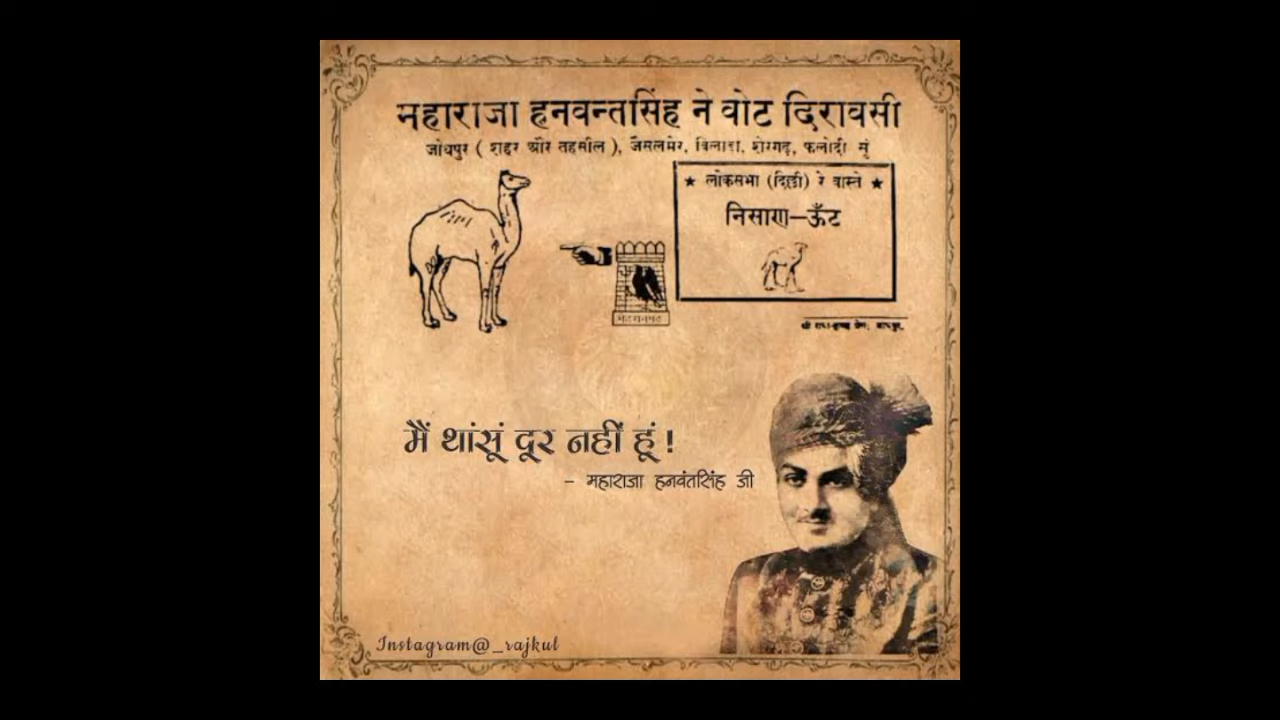 महाराजा हनवन्तसिंह ने वोट दिरावसी
जोधपुर ( शहर और तहसील ), जैसलमेर, बिलाड़ा, शेरगढ़, फलोदी सुं
★ लोकसभा (दिल्ली) रे वास्ते ★
निसाण—ऊँट
मैं थांसूं दूर नहीं हूं !
– महाराजा हनवंतसिंह जी
Instagram@_rajkul